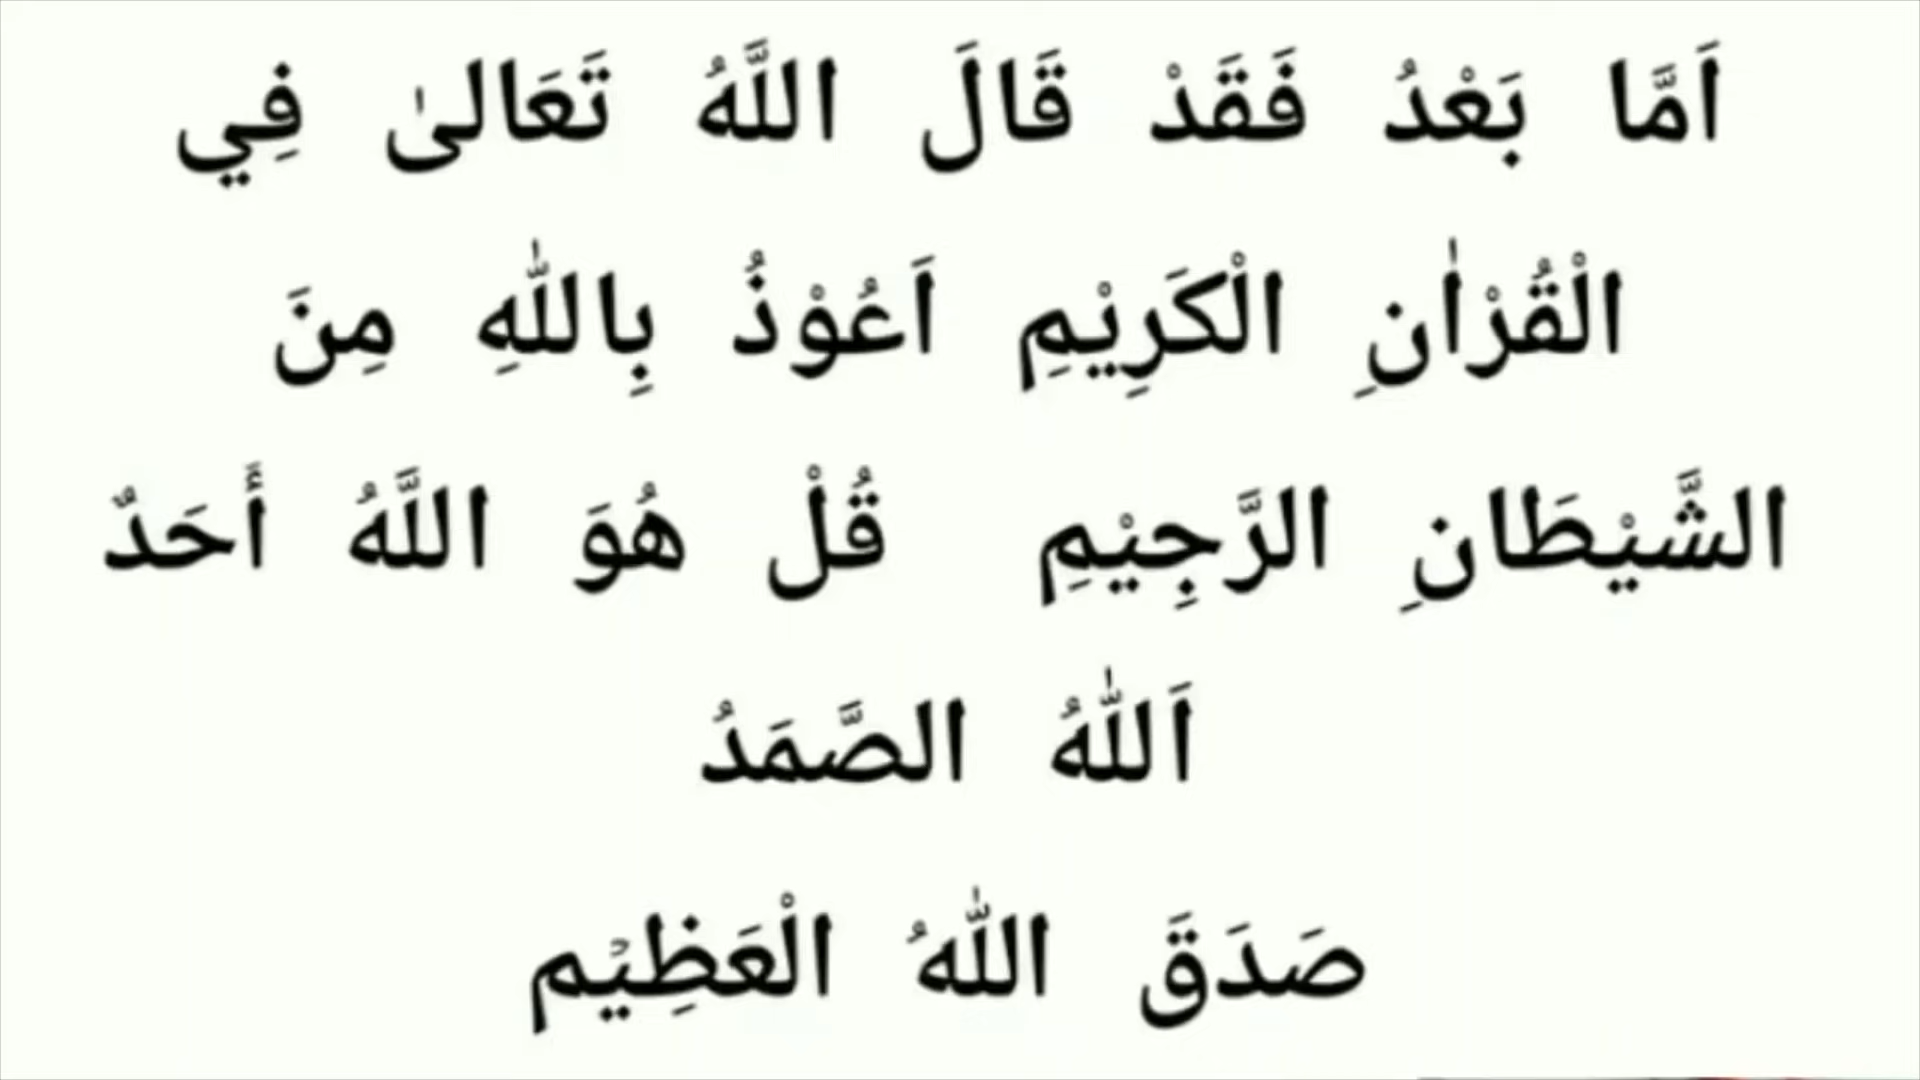 اَمَّا بَعْدُ فَقَدْ قَالَ اللَّهُ تَعَالىٰ فِي
الْقُرْاٰنِ الْكَرِيْمِ اَعُوْذُ بِاللّٰهِ مِنَ
الشَّيْطَانِ الرَّجِيْمِ قُلْ هُوَ اللَّهُ أَحَدٌ
اَللّٰهُ الصَّمَدُ
صَدَقَ اللّٰهُ الْعَظِيْم